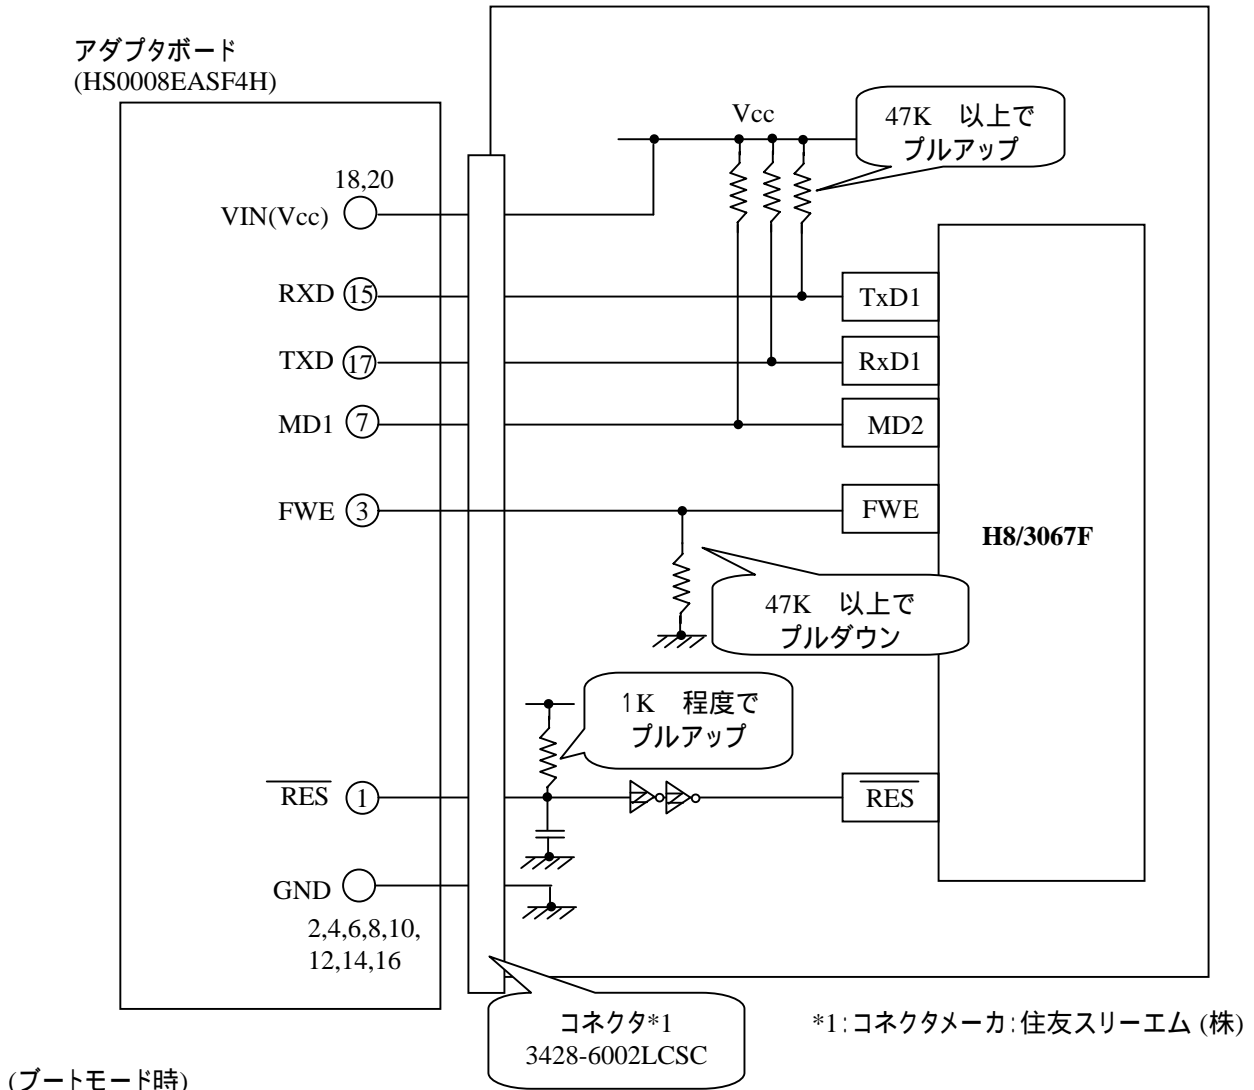 アダプタボード
(HS0008EASF4H)
Vcc
47K 以上で
プルアップ
18,20
VIN(Vcc)
RXD 15
TxD1
TXD 17
RxD1
MD1 7
MD2
FWE 3
FWE
H8/3067F
47K 以上で
プルダウン
1K 程度で
プルアップ
RES 1
RES
GND
2,4,6,8,10,
12,14,16
コネクタ*1
3428-6002LCSC
*1:コネクタメーカ:住友スリーエム (株)
(ブートモード時)